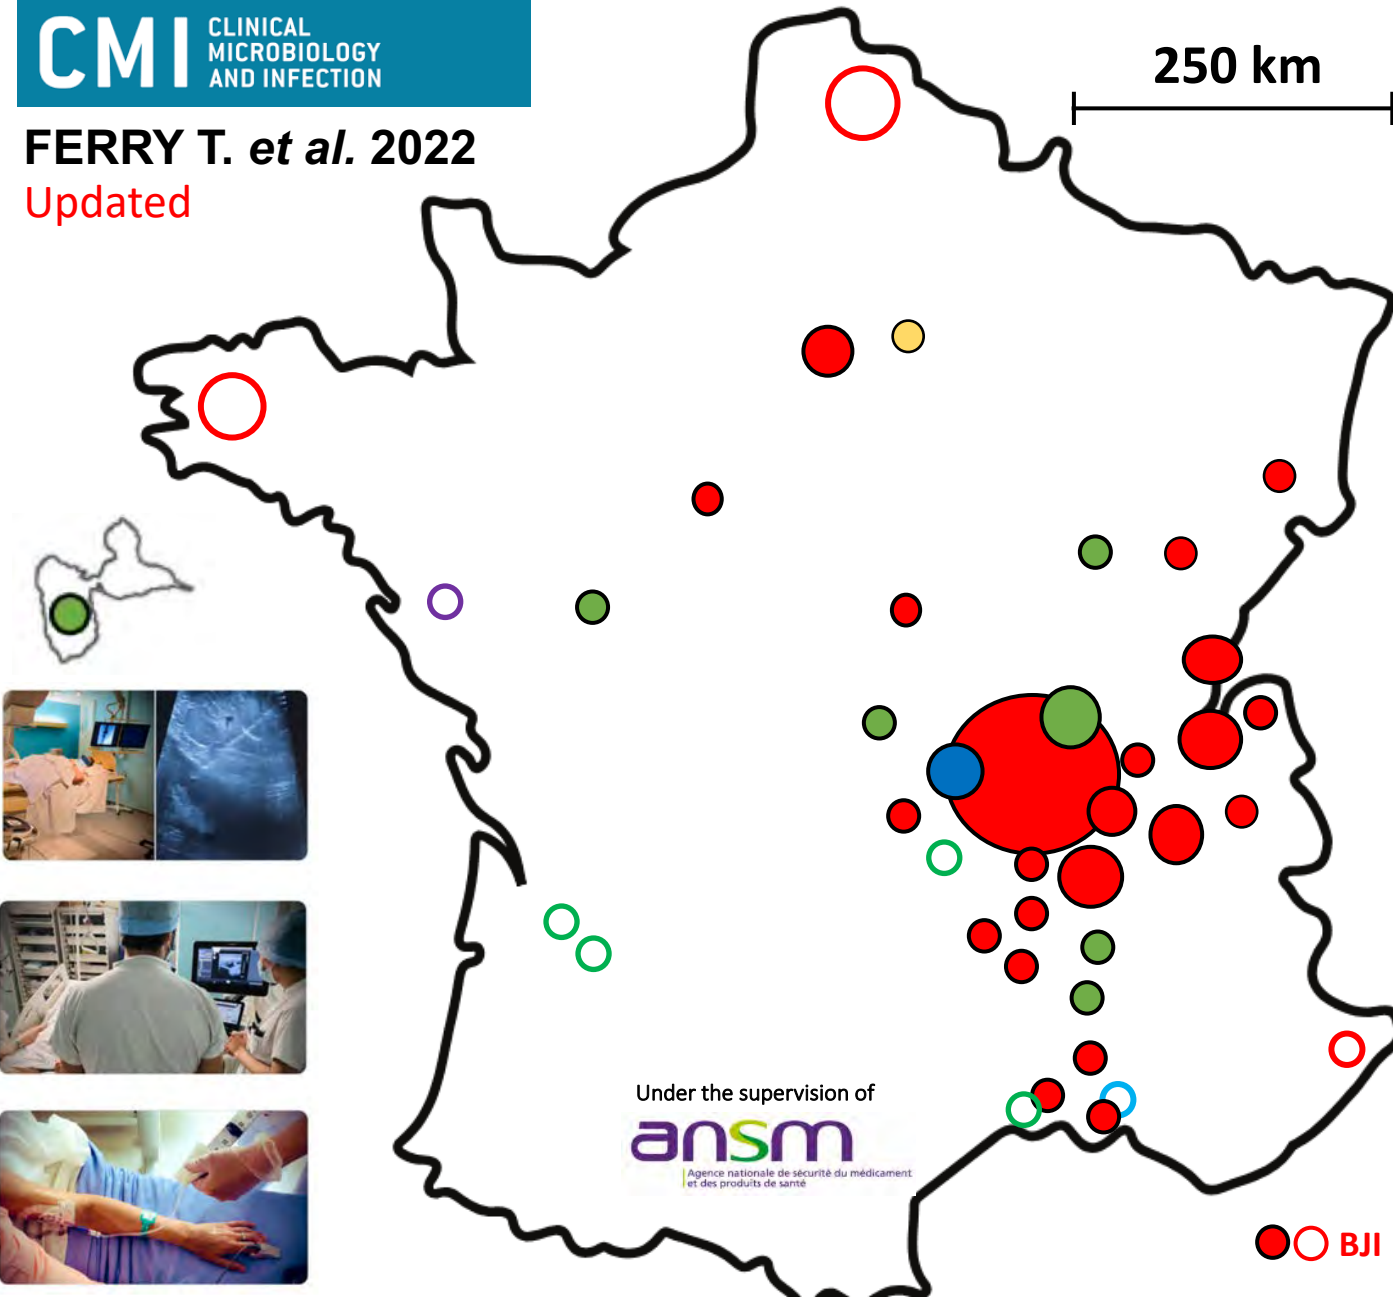 CMI
CLINICAL
MICROBIOLOGY
AND INFECTION
FERRY T. et al. 2022
Updated
250 km
Under the supervision of
ansm
Agence nationale de sécurité du médicament
et des produits de santé
BJI